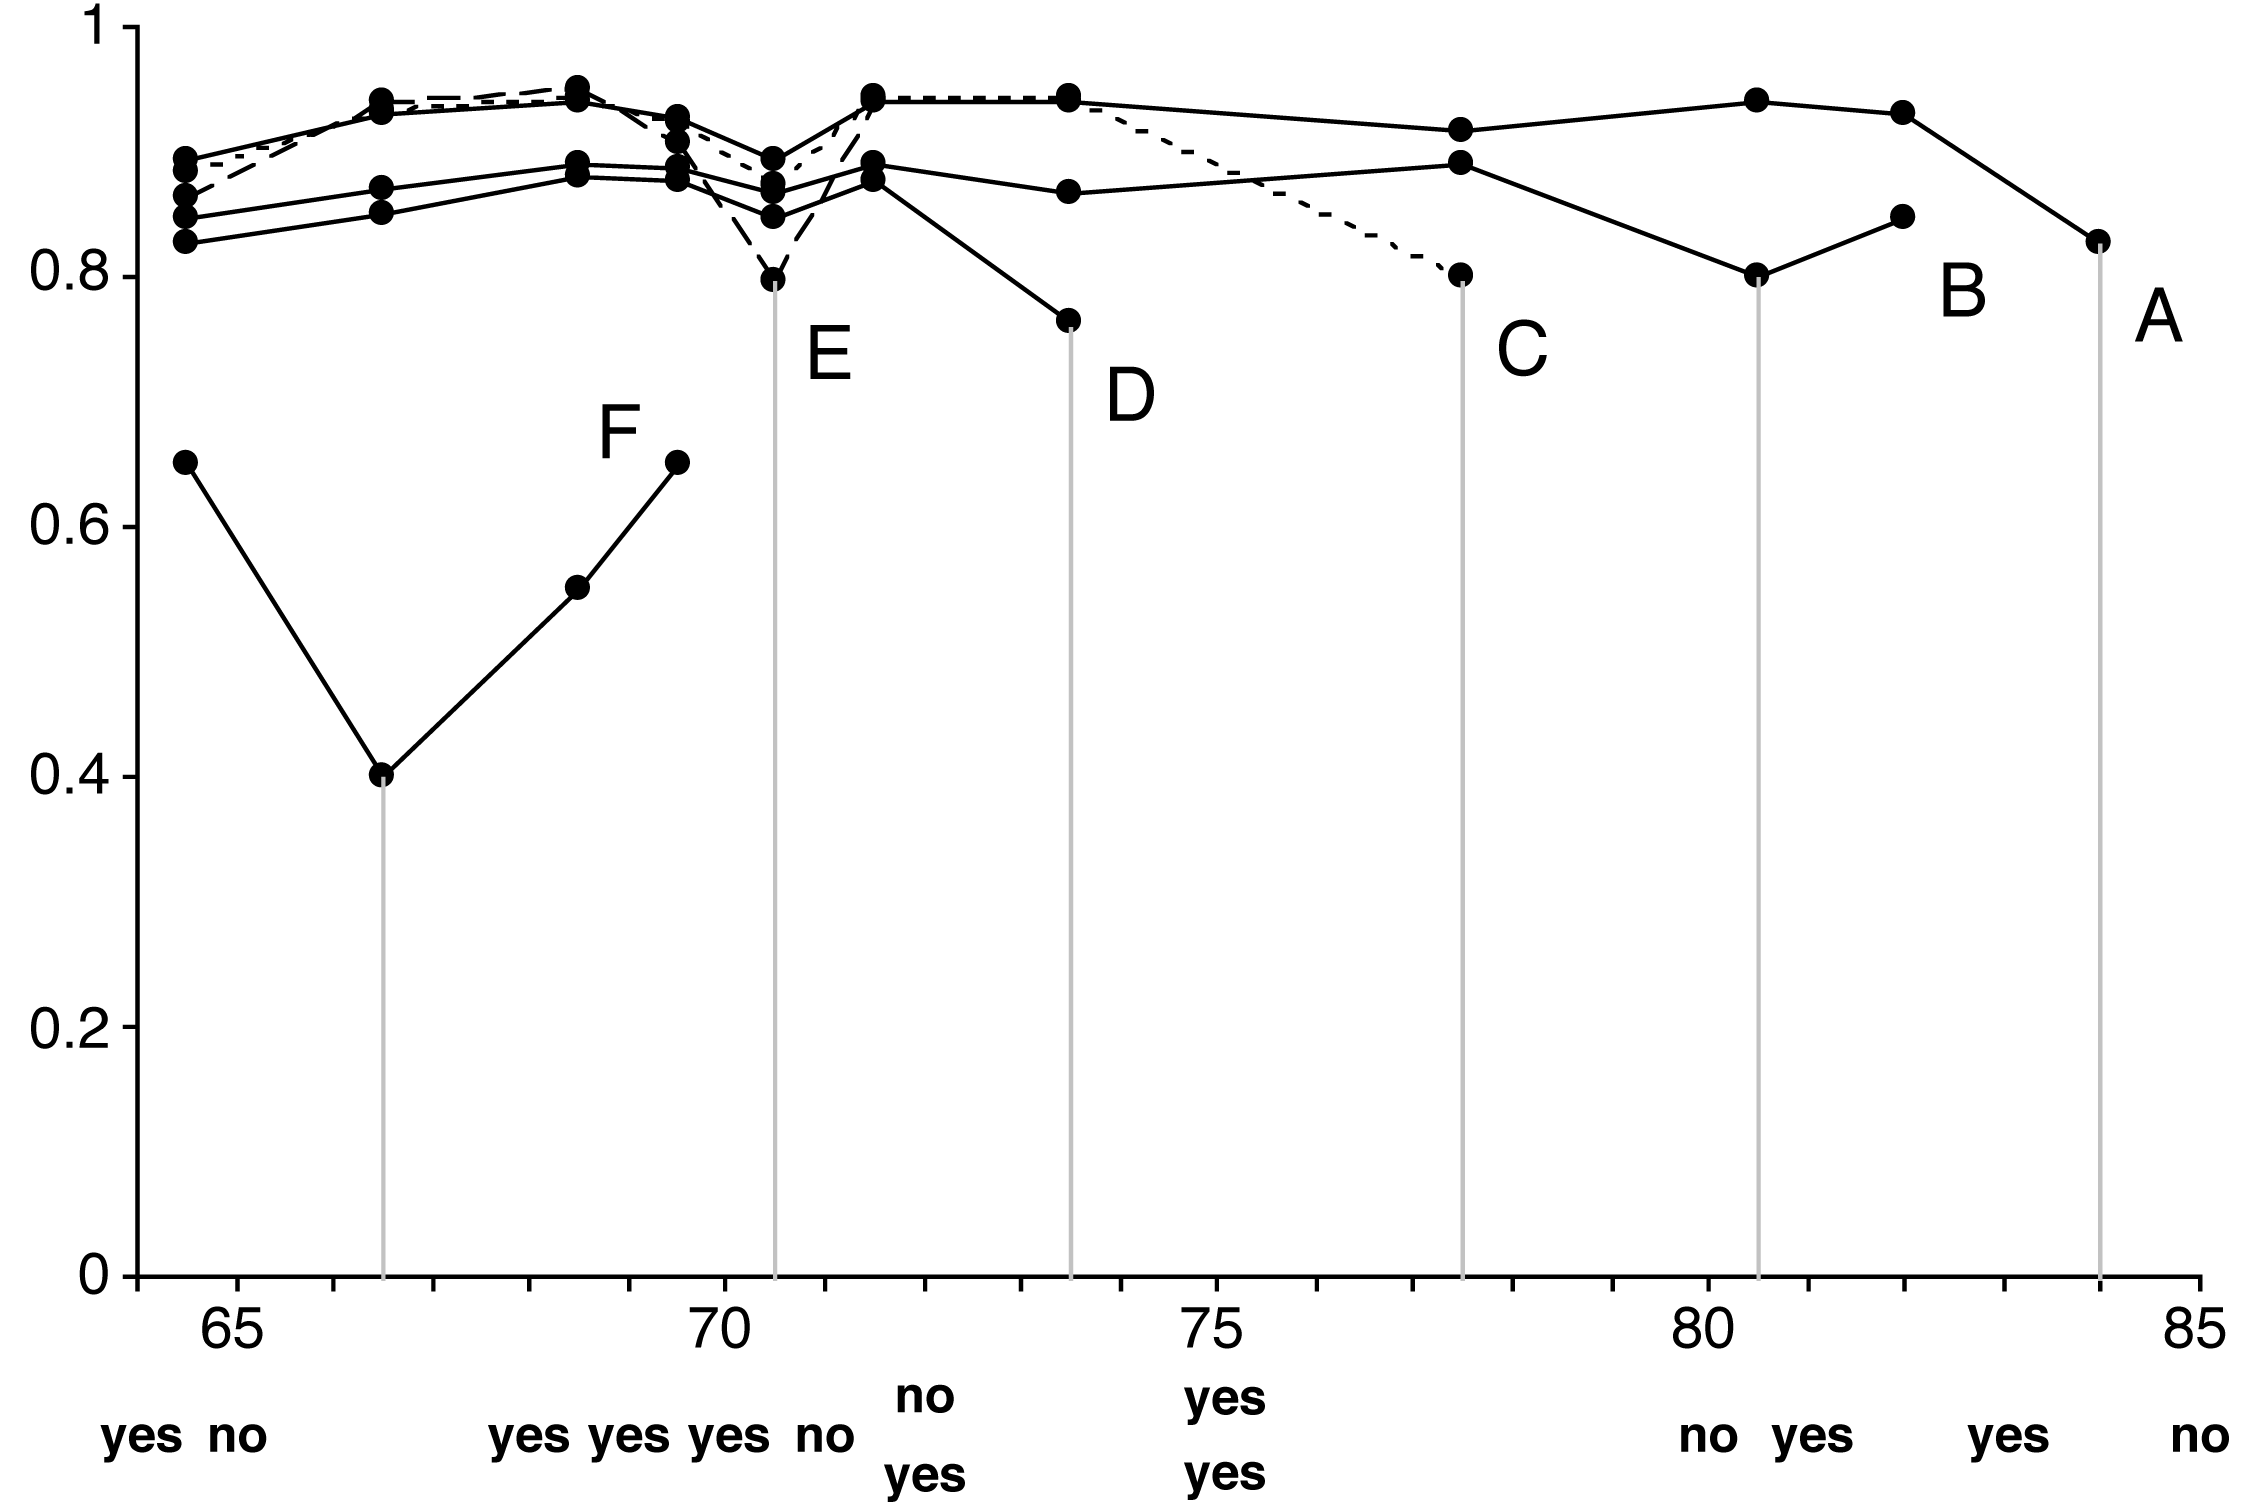 1
0.8
B
A
E
C
D
F
0.6
0.4
0.2
0
65 70 75 80 85
no yes
yes no yes yes yes no no yes yes no
yes yes